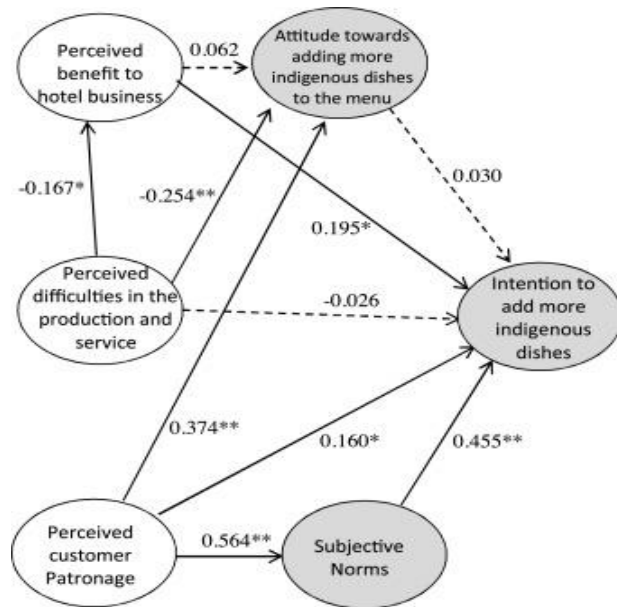 Perceived
benefit to
hotel business
0.062
Attitude towards
adding more
indigenous dishes
to the menu
-0.167*
-0.254**
0.030
0.195*
Perceived
difficulties in the
production and
service
-0.026
Intention to
add more
indigenous
dishes
0.374**
0.160*
0.455**
Perceived
customer
Patronage
0.564**
Subjective
Norms